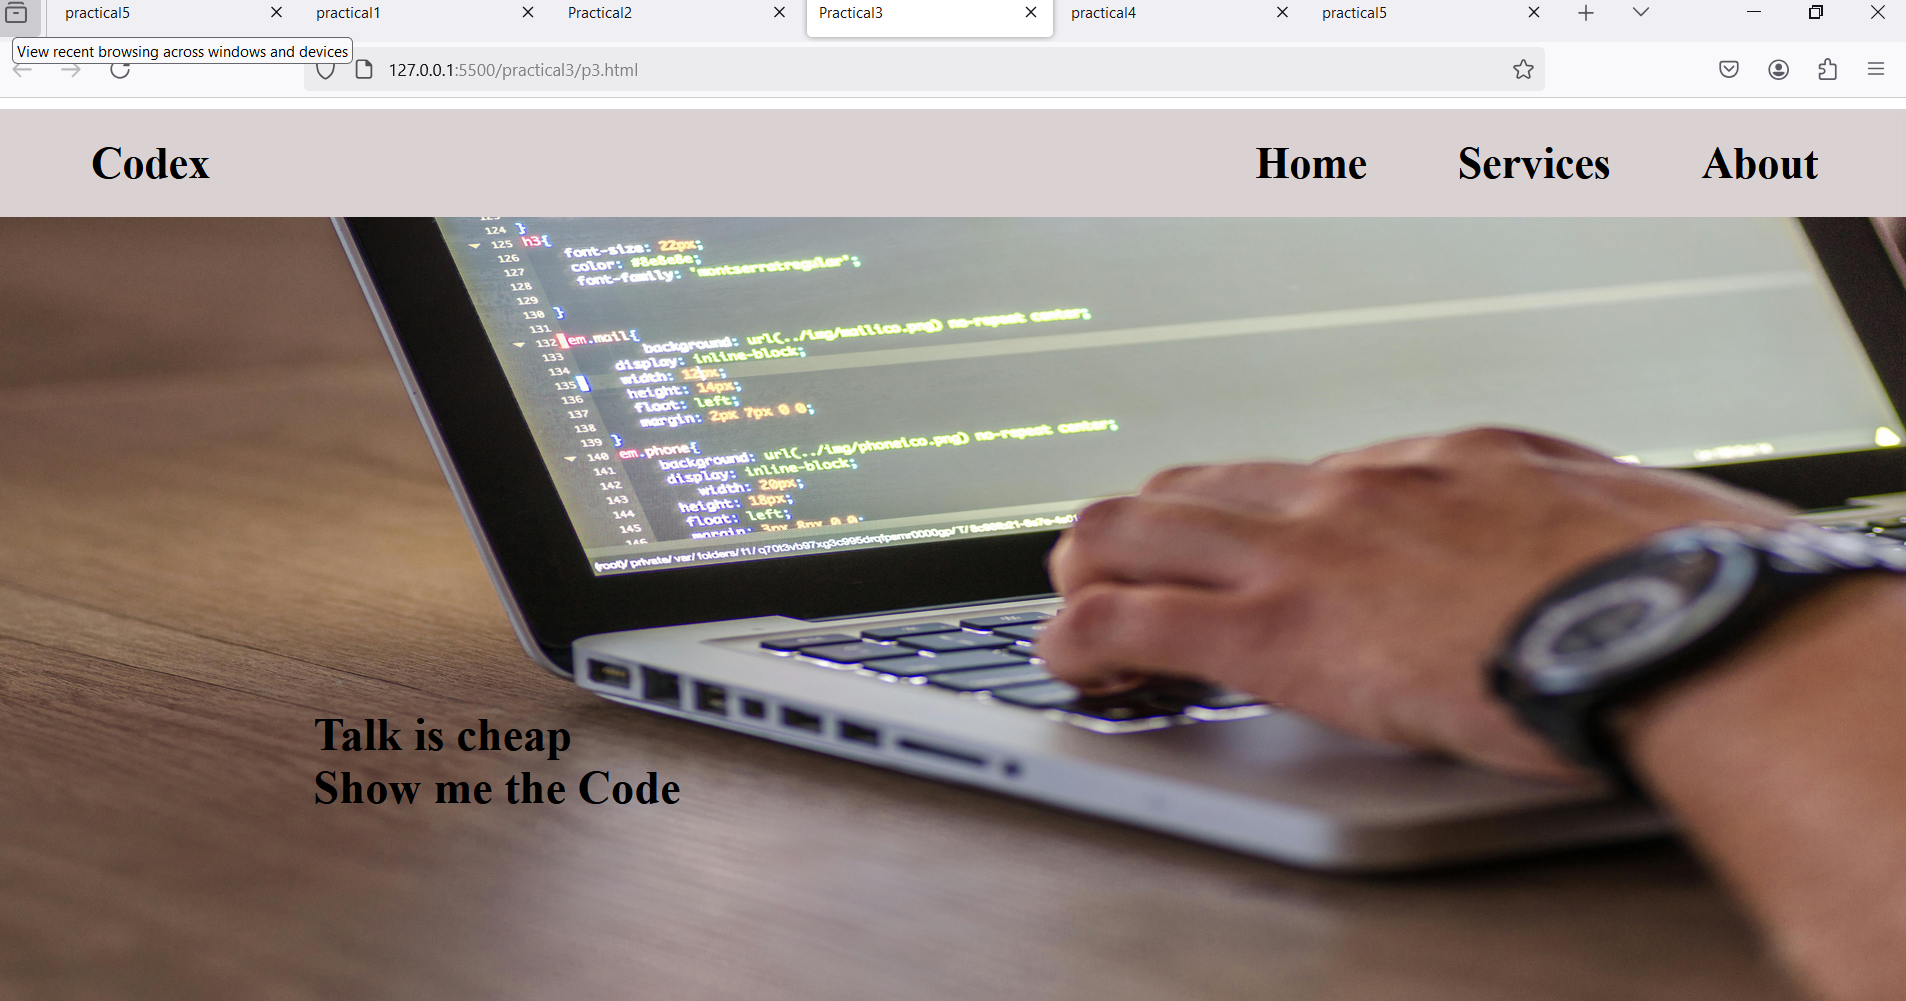 practical5
practical1
Practical2
Practical3
practical4
practical5
View recent browsing across windows and devices
127.0.0.1:5500/practical3/p3.html
Codex
Home
Services
About
124 }
125 h3{
126 font-size: 22px;
127 color: #8e8e8e;
128 font-family: 'montserratregular';
129
130 }
131
132 em.mail{
133 background: url(../img/mailico.png) no-repeat center;
134 display: inline-block;
135 width: 12px;
136 height: 14px;
137 float: left;
138 margin: 2px 7px 0 0;
139 }
140 em.phone{
141 background: url(../img/phoneico.png) no-repeat center;
142 display: inline-block;
143 width: 20px;
144 height: 18px;
145 float: left;
146 margin: 3px 8px 0 0;
(root)/ private/ var/ folders/
Talk is cheap
Show me the Code